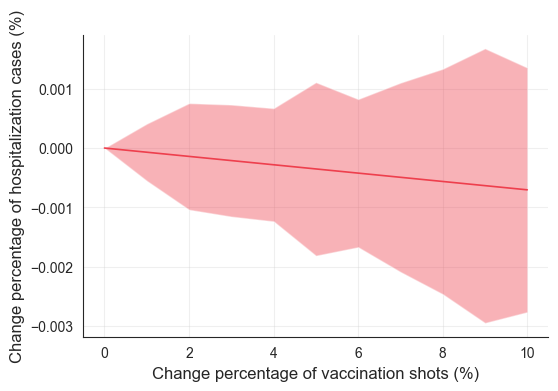 Change percentage of hospitalization cases (%)
0.001
0.000
−0.001
−0.002
−0.003
0 2 4 6 8 10
Change percentage of vaccination shots (%)